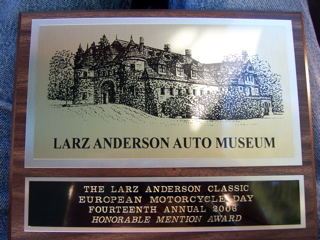 LARZ ANDERSON AUTO MUSEUM
THE LARZ ANDERSON CLASSIC
EUROPEAN MOTORCYCLE DAY
FOURTEENTH ANNUAL 2006
HONORABLE MENTION AWARD